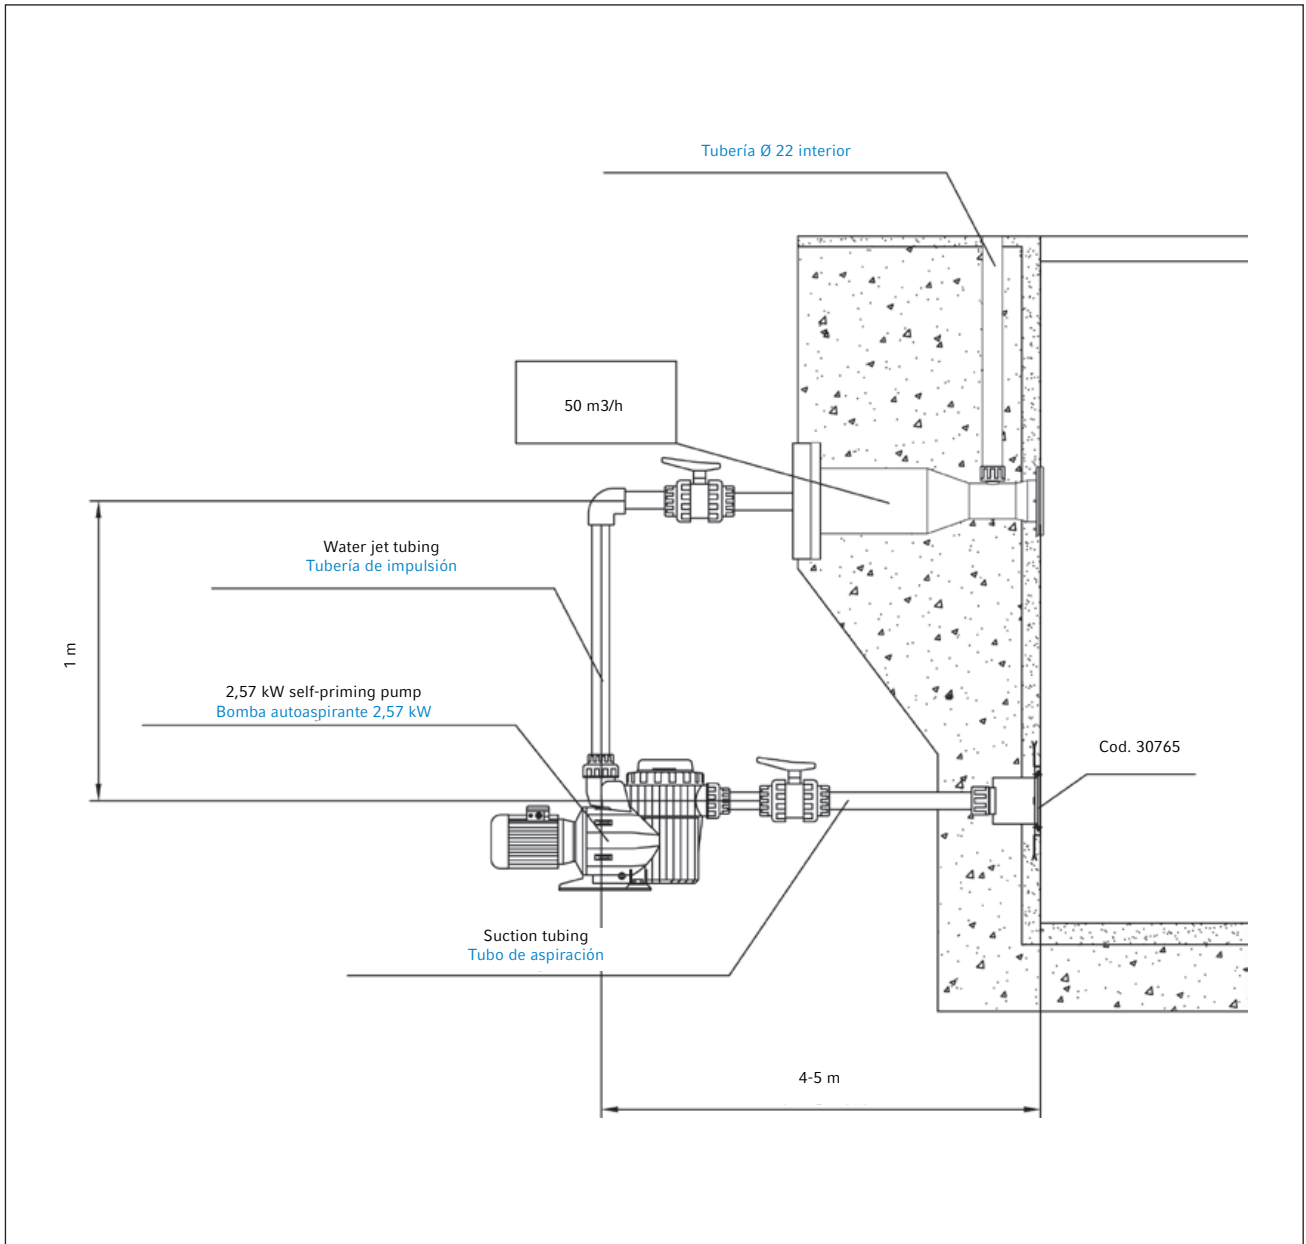 Tubería Ø 22 interior
50 m3/h
Water jet tubing
Tubería de impulsión
1 m
2,57 kW self-priming pump
Bomba autoaspirante 2,57 kW
Cod. 30765
Suction tubing
Tubo de aspiración
4-5 m